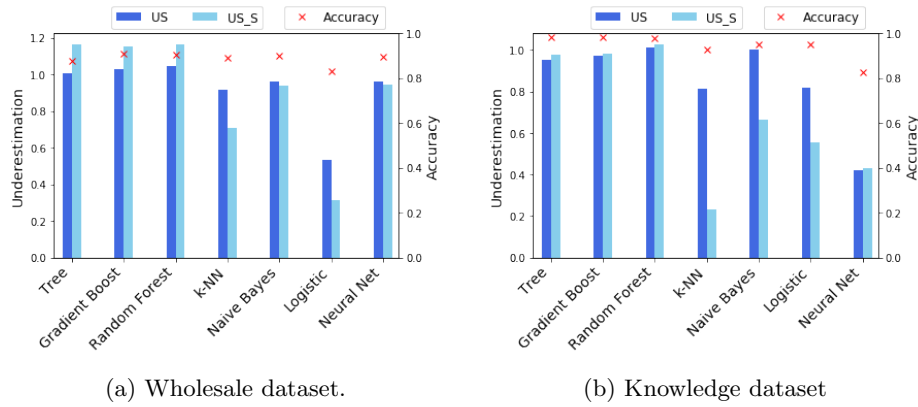 US US_S Accuracy
1.2
1.0
0.8
0.6
0.4
0.2
0.0
Underestimation
1.0
0.8
0.6
0.4
0.2
0.0
Accuracy
Tree
Gradient Boost
Random Forest
k-NN
Naive Bayes
Logistic
Neural Net
(a) Wholesale dataset.
US US_S Accuracy
1.0
0.8
0.6
0.4
0.2
0.0
Underestimation
1.0
0.8
0.6
0.4
0.2
0.0
Accuracy
Tree
Gradient Boost
Random Forest
k-NN
Naive Bayes
Logistic
Neural Net
(b) Knowledge dataset